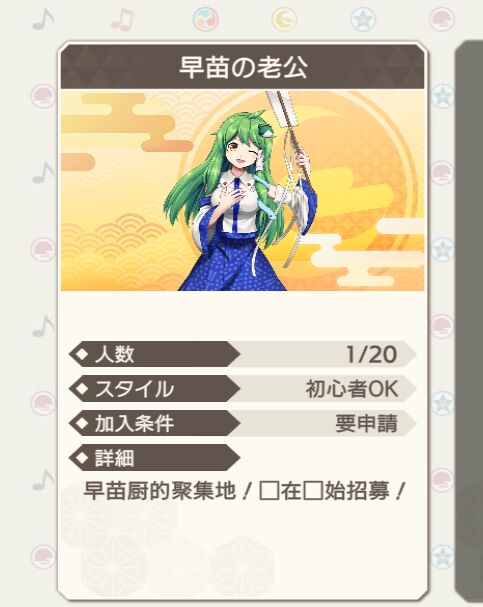 早苗の老公
人数 1/20
スタイル 初心者OK
加入条件 要申請
詳細
早苗厨的聚集地！□在□始招募！